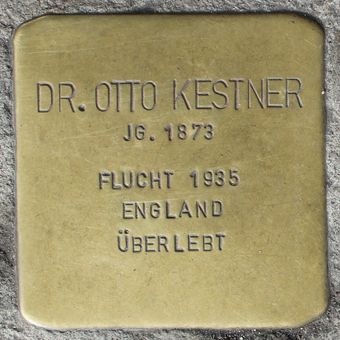 DR. OTTO KESTNER
JG. 1873
FLUCHT 1935
ENGLAND
ÜBERLEBT